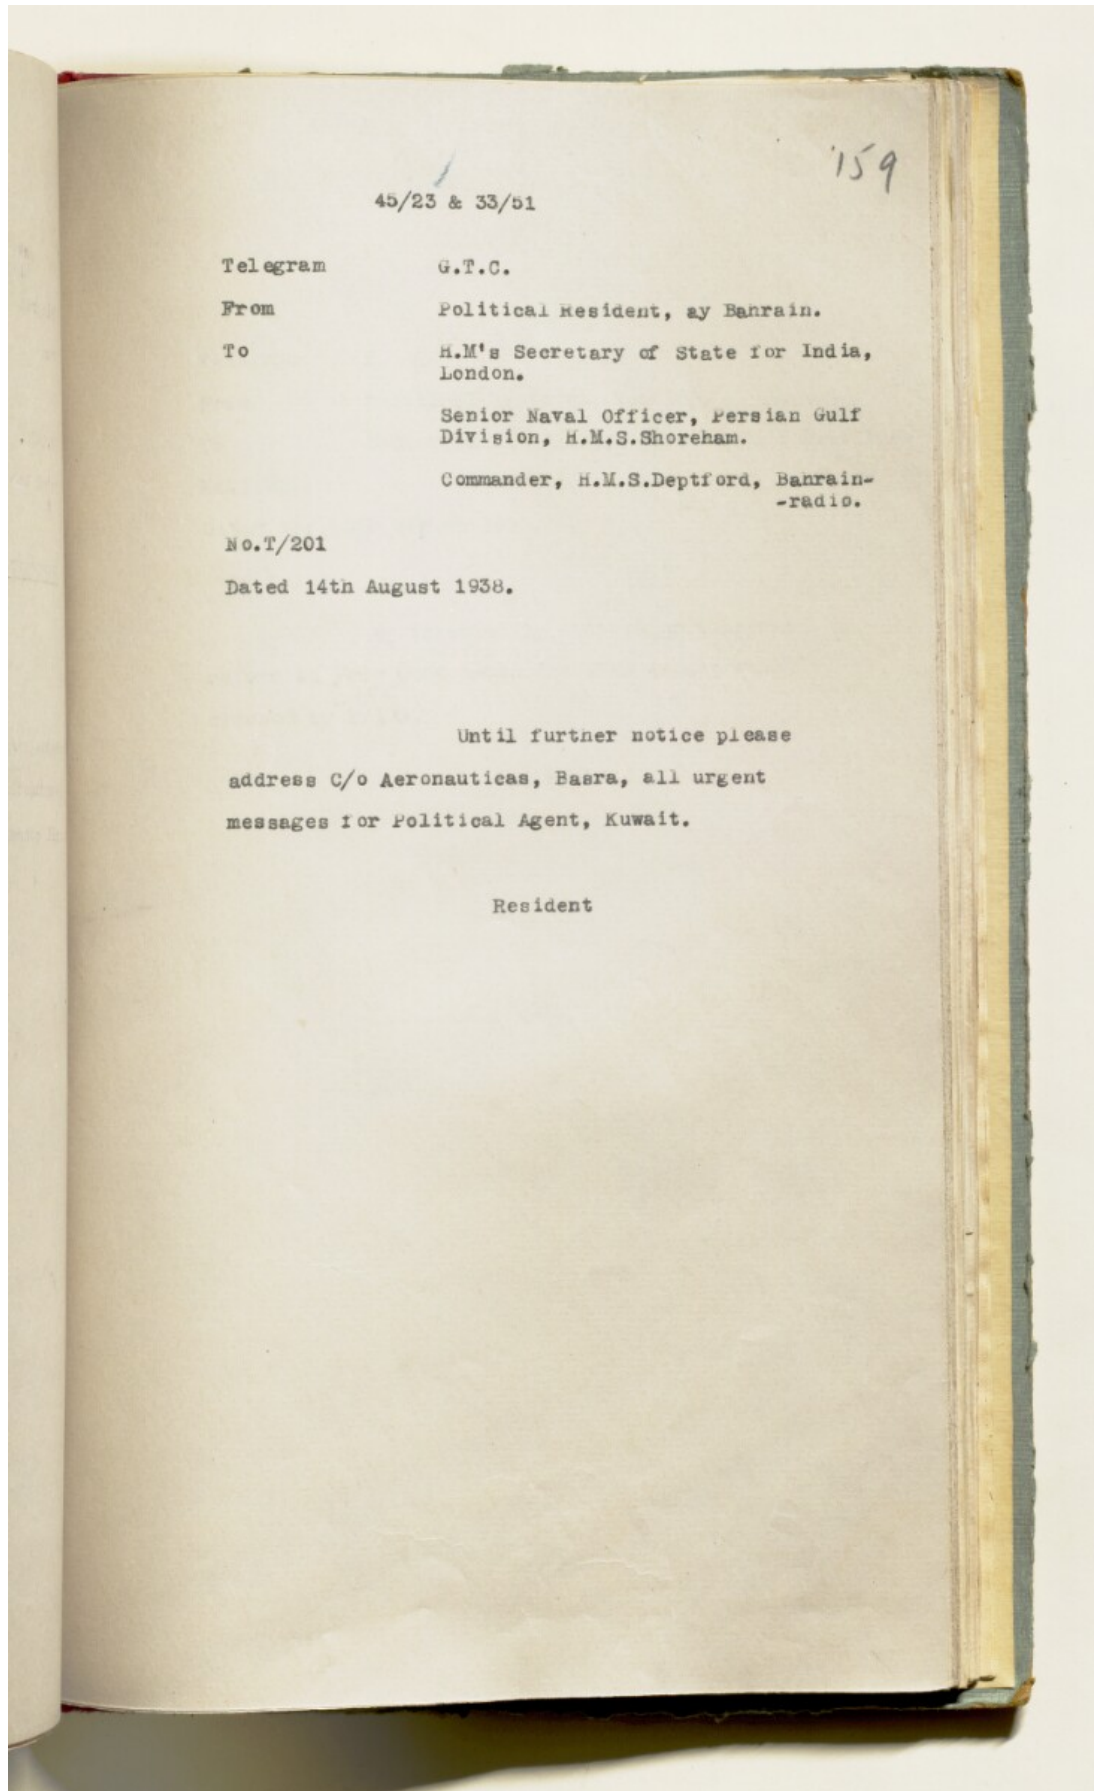 159
45/23 & 33/51
Telegram G.T.C.
From Political Resident, ay Bahrain.
To H.M's Secretary of State for India,
London.
Senior Naval Officer, Persian Gulf
Division, H.M.S.Shoreham.
Commander, H.M.S.Deptford, Bahrain-
-radio.
No.T/201
Dated 14th August 1938.
Until further notice please
address C/o Aeronauticas, Basra, all urgent
messages for Political Agent, Kuwait.
Resident